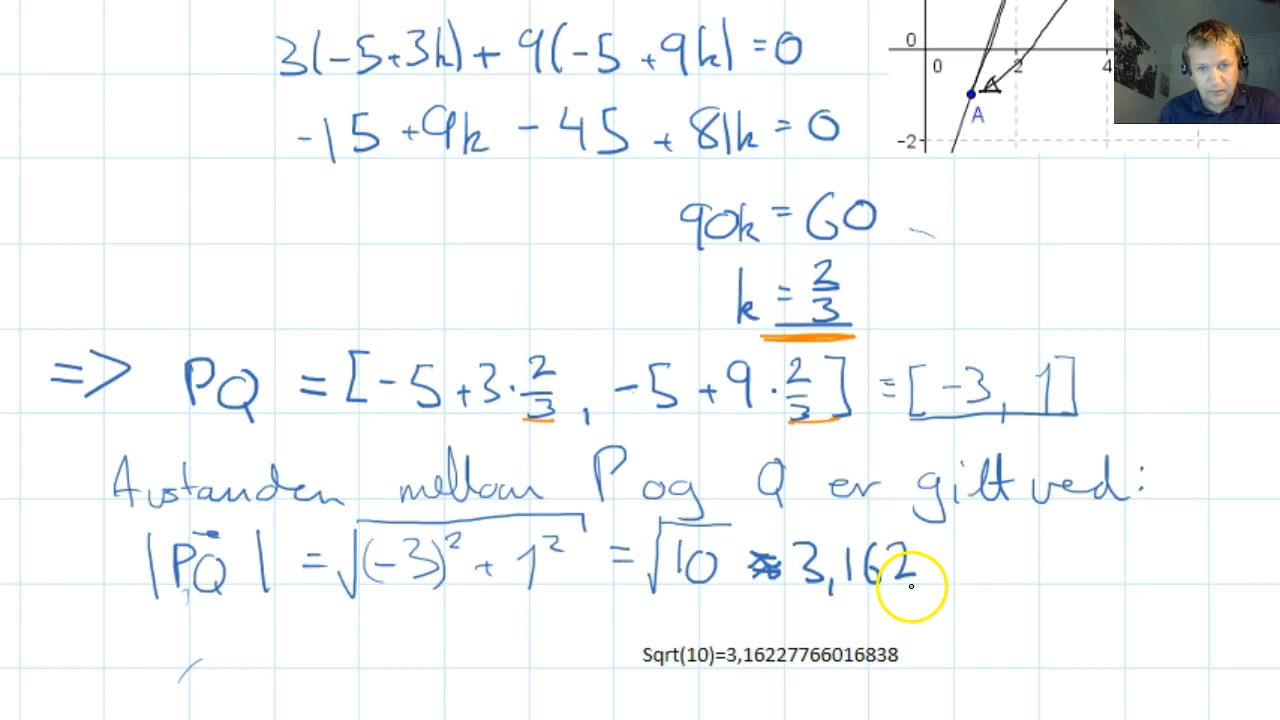 3(-5+3k) + 9(-5 +9k) = 0
-15 +9k - 45 + 81k = 0
90k = 60
k = 2/3
=> PQ = [-5+3·2/3, -5+9·2/3] = [-3, 1]
Avstanden mellom P og Q er gitt ved:
|PQ⃗| = √((-3)² + 1²) = √10 ≈ 3,162
Sqrt(10)=3,16227766016838
0
0 2 4
A
-2